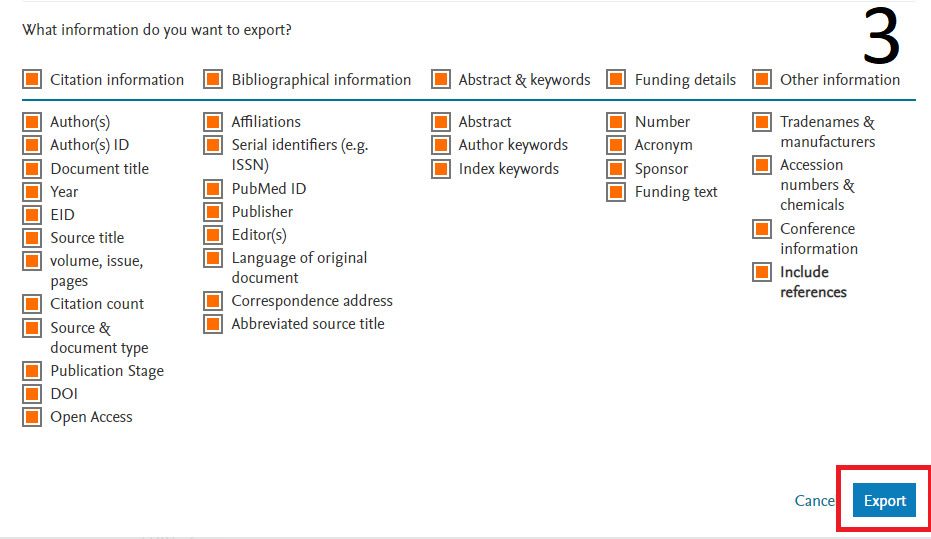 What information do you want to export?
3
Citation information
Author(s)
Author(s) ID
Document title
Year
EID
Source title
volume, issue,
pages
Citation count
Source &
document type
Publication Stage
DOI
Open Access
Bibliographical information
Affiliations
Serial identifiers (e.g.
ISSN)
PubMed ID
Publisher
Editor(s)
Language of original
document
Correspondence address
Abbreviated source title
Abstract & keywords
Abstract
Author keywords
Index keywords
Funding details
Number
Acronym
Sponsor
Funding text
Other information
Tradenames &
manufacturers
Accession
numbers &
chemicals
Conference
information
Include
references
Cance
Export